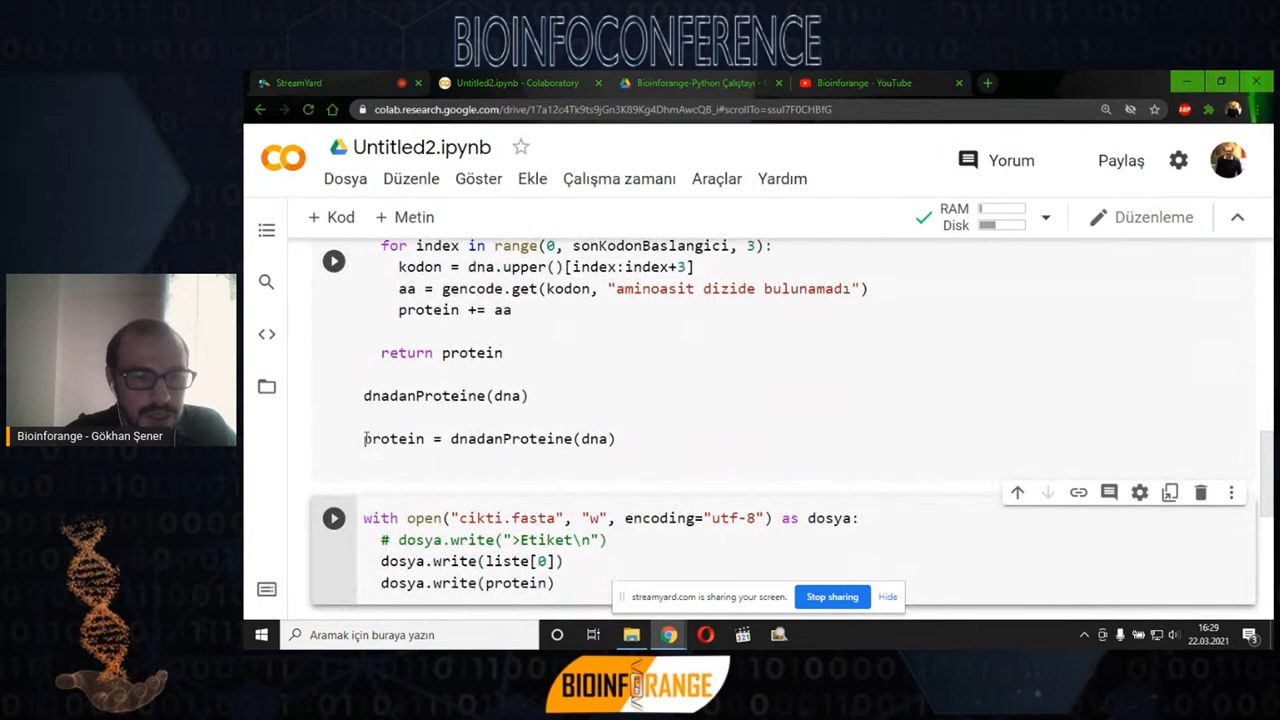 BIOINFOCONFERENCE
StreamYard
Untitled2.ipynb - Colaboratory
Bioinforange-Python Çalıştayı -
Bioinforange - YouTube
colab.research.google.com/drive/17a12c4Tk9ts9jGn3K89Kg4DhmAwcQB_i#scrollTo=ssuI7F0CHBfG
Untitled2.ipynb
Yorum
Paylaş
Dosya Düzenle Göster Ekle Çalışma zamanı Araçlar Yardım
+ Kod + Metin
RAM
Disk
Düzenleme
for index in range(0, sonKodonBaslangici, 3):
kodon = dna.upper()[index:index+3]
aa = gencode.get(kodon, "aminoasit dizide bulunamadı")
protein += aa
return protein
dnadanProteine(dna)
protein = dnadanProteine(dna)
with open("cikti.fasta", "w", encoding="utf-8") as dosya:
# dosya.write(">Etiket\n")
dosya.write(liste[0])
dosya.write(protein)
streamyard.com is sharing your screen.
Stop sharing
Hide
Bioinforange - Gökhan Şener
Aramak için buraya yazın
16:29
22.03.2021
3
BIOINFORANGE